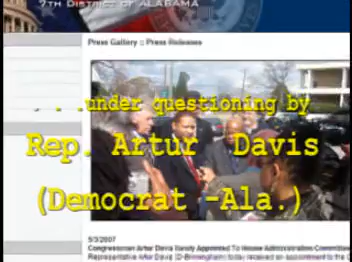 7TH DISTRICT OF ALABAMA
Press Gallery :: Press Releases
. . .under questioning by
Rep. Artur Davis
(Democrat -Ala.)
5/3/2007
Congressman Artur Davis Named Appointed To House Administration Committee
Representative Artur Davis (D-Birmingham) today received an appointment to the